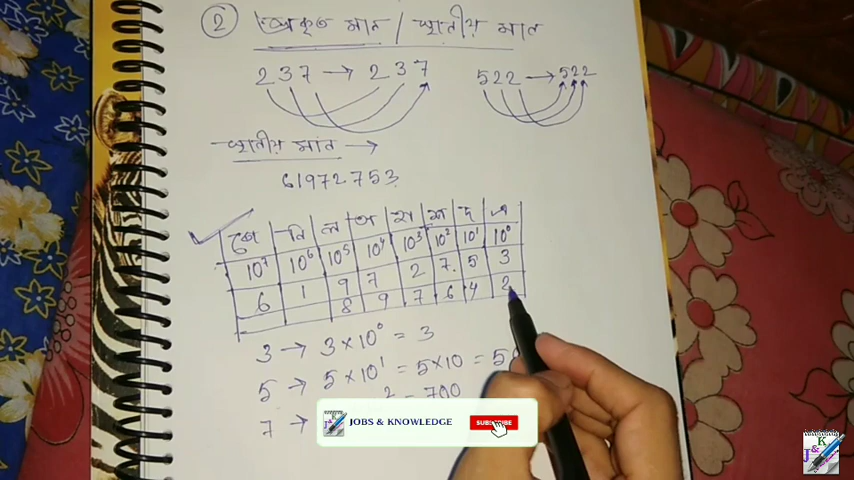 ② প্রকৃত মান / স্থানীয় মান
237 → 237 522 → 522
স্থানীয় মান →
61972753
কো নি ল অ স শ দ এ
10⁷ 10⁶ 10⁵ 10⁴ 10³ 10² 10¹ 10⁰
6 1 9 7 2 7. 5 3
8 9 7 6 4 2
3 → 3×10⁰ = 3
5 → 5×10¹ = 5×10 = 50
7 → 2 = 700
JOBS & KNOWLEDGE SUBSCRIBE